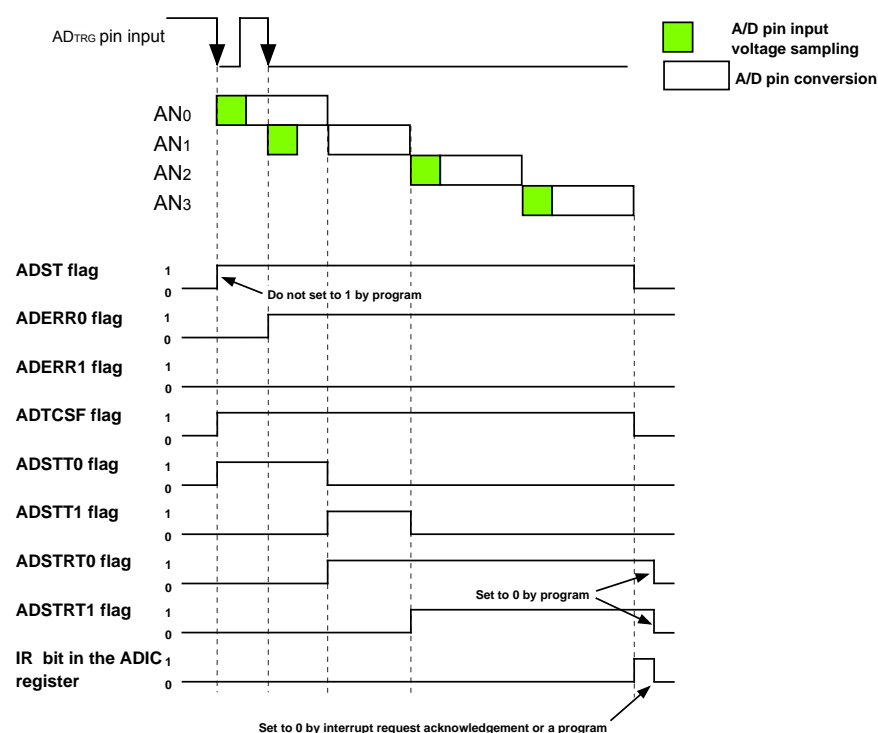 ADTRG pin input
A/D pin input
voltage sampling
A/D pin conversion
AN0
AN1
AN2
AN3
ADST flag
1
0
Do not set to 1 by program
ADERR0 flag
1
0
ADERR1 flag
1
0
ADTCSF flag
1
0
ADSTT0 flag
1
0
ADSTT1 flag
1
0
ADSTRT0 flag
1
0
Set to 0 by program
ADSTRT1 flag
1
0
IR bit in the ADIC
register
1
0
Set to 0 by interrupt request acknowledgement or a program